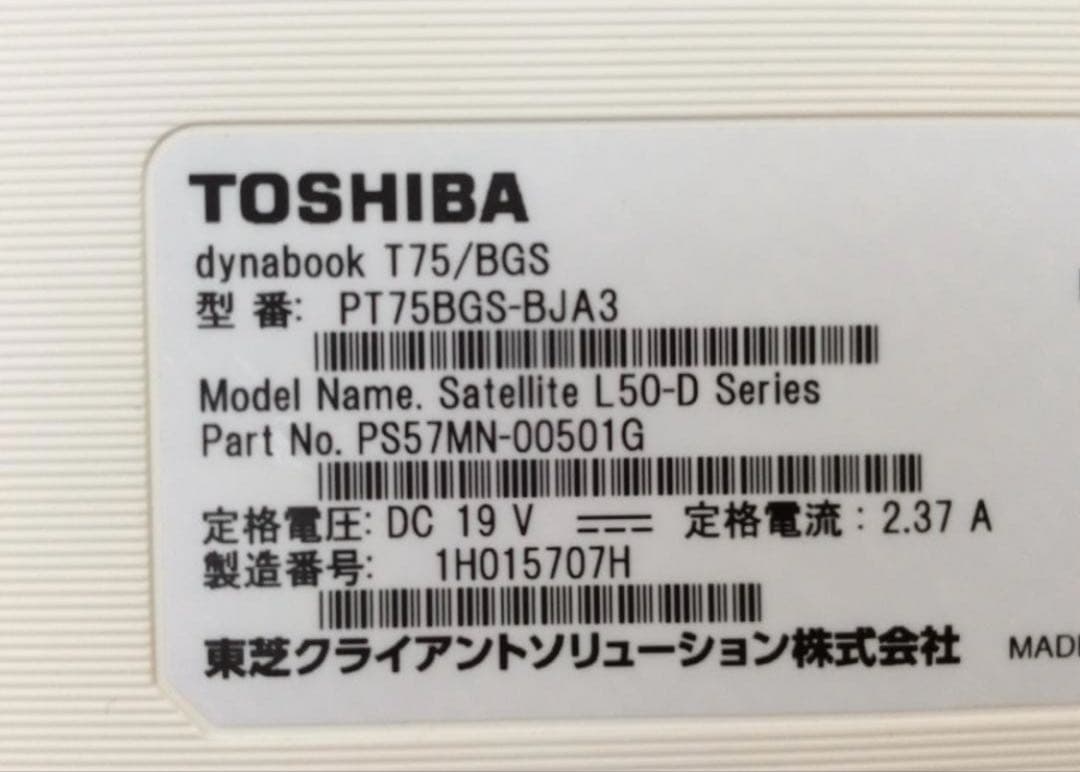 TOSHIBA
dynabook T75/BGS
型 番: PT75BGS-BJA3
Model Name. Satellite L50-D Series
Part No. PS57MN-00501G
定格電圧: DC 19 V ⎓ 定格電流: 2.37 A
製造番号: 1H015707H
東芝クライアントソリューション株式会社 MADE